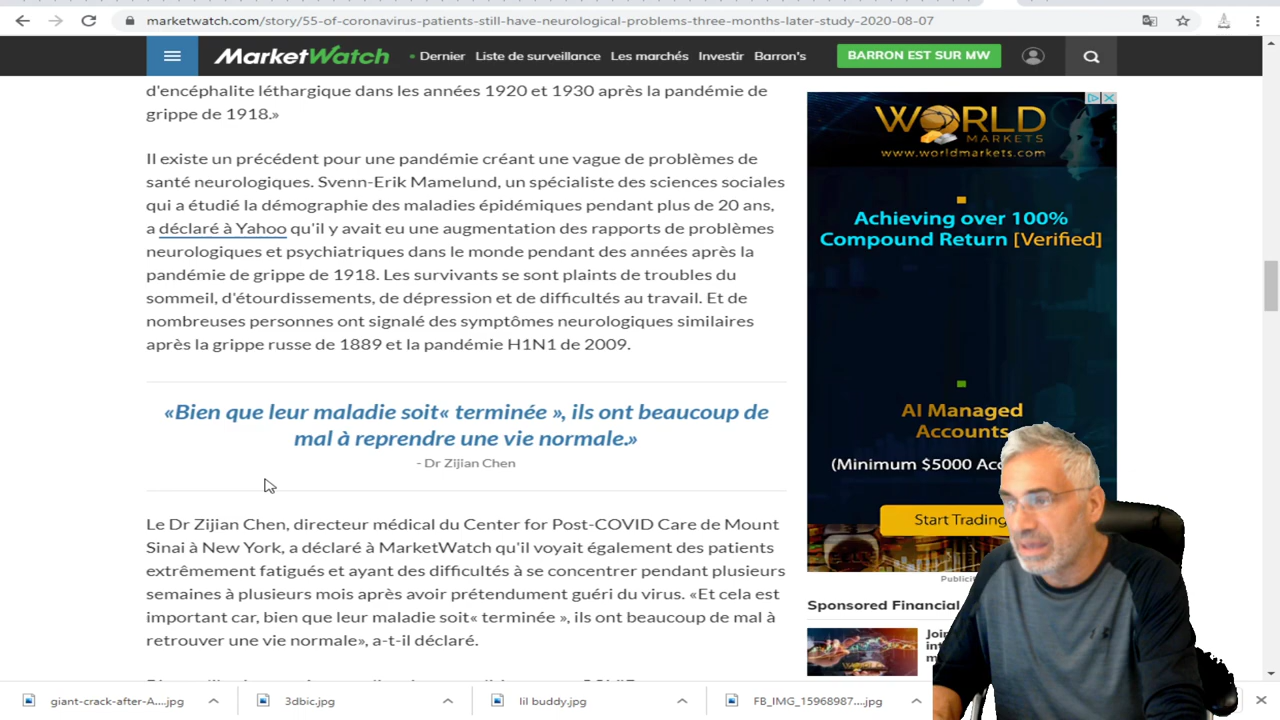 marketwatch.com/story/55-of-coronavirus-patients-still-have-neurological-problems-three-months-later-study-2020-08-07
MarketWatch
• Dernier Liste de surveillance Les marchés Investir Barron's
BARRON EST SUR MW
d'encéphalite léthargique dans les années 1920 et 1930 après la pandémie de
grippe de 1918.»
Il existe un précédent pour une pandémie créant une vague de problèmes de
santé neurologiques. Svenn-Erik Mamelund, un spécialiste des sciences sociales
qui a étudié la démographie des maladies épidémiques pendant plus de 20 ans,
a déclaré à Yahoo qu'il y avait eu une augmentation des rapports de problèmes
neurologiques et psychiatriques dans le monde pendant des années après la
pandémie de grippe de 1918. Les survivants se sont plaints de troubles du
sommeil, d'étourdissements, de dépression et de difficultés au travail. Et de
nombreuses personnes ont signalé des symptômes neurologiques similaires
après la grippe russe de 1889 et la pandémie H1N1 de 2009.
«Bien que leur maladie soit« terminée », ils ont beaucoup de
mal à reprendre une vie normale.»
- Dr Zijian Chen
Le Dr Zijian Chen, directeur médical du Center for Post-COVID Care de Mount
Sinai à New York, a déclaré à MarketWatch qu'il voyait également des patients
extrêmement fatigués et ayant des difficultés à se concentrer pendant plusieurs
semaines à plusieurs mois après avoir prétendument guéri du virus. «Et cela est
important car, bien que leur maladie soit« terminée », ils ont beaucoup de mal à
retrouver une vie normale», a-t-il déclaré.
WORLD
MARKETS
www.worldmarkets.com
Achieving over 100%
Compound Return [Verified]
AI Managed
Accounts
(Minimum $5000
Start Trading
Sponsored Financial
giant-crack-after-A....jpg
3dbic.jpg
lil buddy.jpg
FB_IMG_15968987....jpg